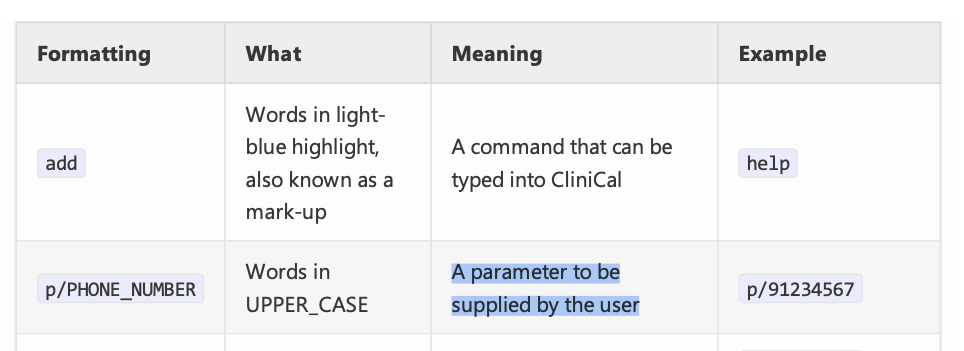 Formatting What Meaning Example
add
Words in light-
blue highlight,
also known as a
mark-up
A command that can be
typed into CliniCal
help
p/PHONE_NUMBER
Words in
UPPER_CASE
A parameter to be
supplied by the user
p/91234567